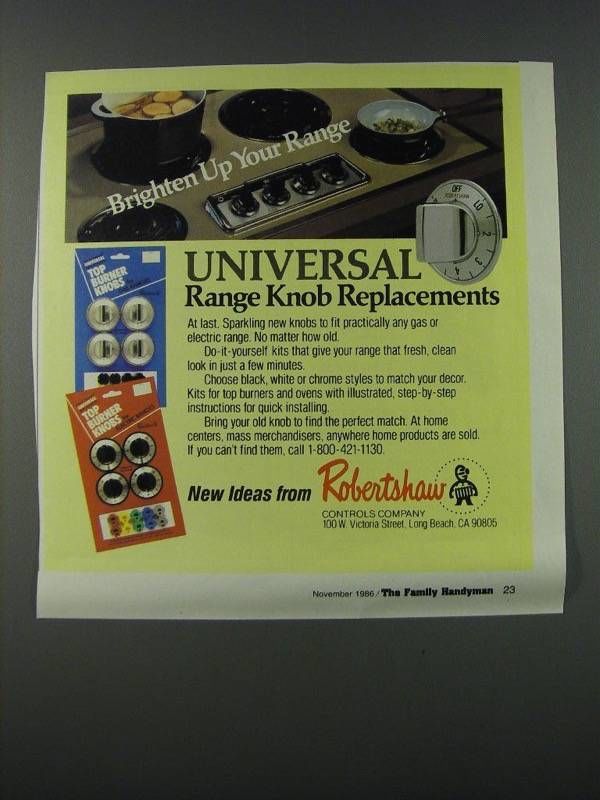 Brighten Up Your Range
OFF
UNIVERSAL
Range Knob Replacements
At last. Sparkling new knobs to fit practically any gas or
electric range. No matter how old.
Do-it-yourself kits that give your range that fresh, clean
look in just a few minutes.
Choose black, white or chrome styles to match your decor.
Kits for top burners and ovens with illustrated, step-by-step
instructions for quick installing.
Bring your old knob to find the perfect match. At home
centers, mass merchandisers, anywhere home products are sold.
If you can't find them, call 1-800-421-1130.
UNIVERSAL
TOP
BURNER
KNOBS
UNIVERSAL
TOP
BURNER
KNOBS
New Ideas from Robertshaw
CONTROLS COMPANY
100 W. Victoria Street, Long Beach, CA 90805
November 1986 / The Family Handyman 23